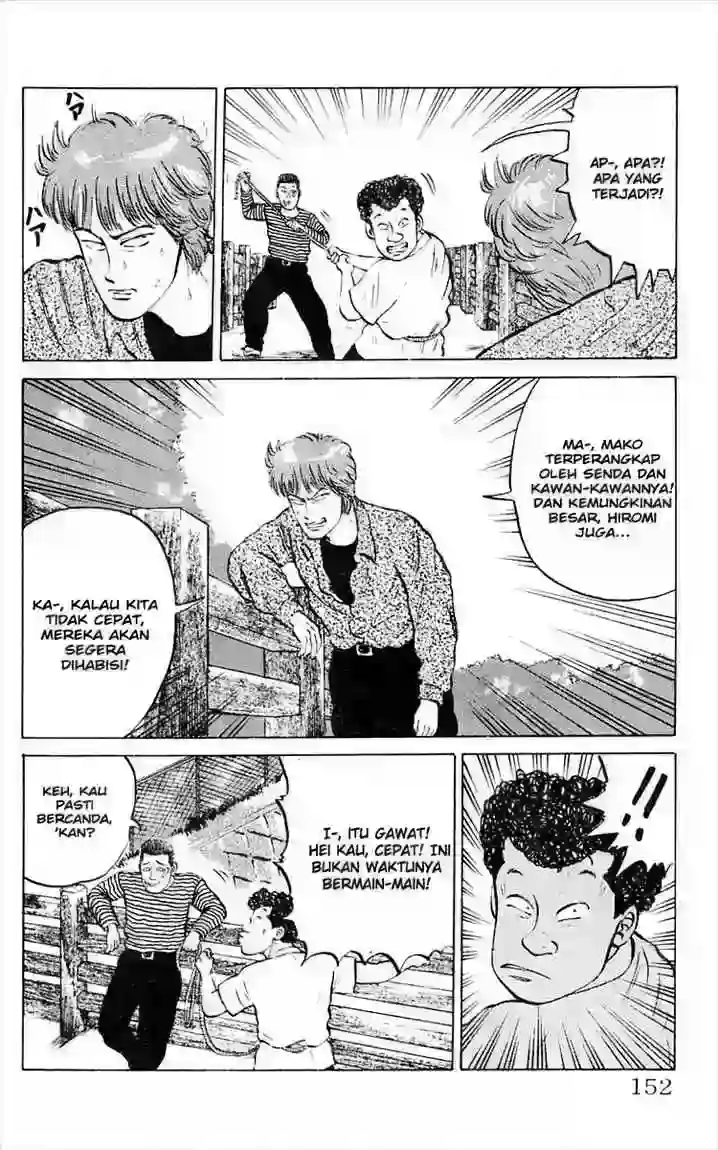 ハア
ハア
AP-, APA?!
APA YANG
TERJADI?!
MA-, MAKO
TERPERANGKAP
OLEH SENDA DAN
KAWAN-KAWANNYA!
DAN KEMUNGKINAN
BESAR, HIROMI
JUGA...
KA-, KALAU KITA
TIDAK CEPAT,
MEREKA AKAN
SEGERA
DIHABISI!
KEH, KAU
PASTI
BERCANDA,
'KAN?
I-, ITU GAWAT!
HEI KAU, CEPAT! INI
BUKAN WAKTUNYA
BERMAIN-MAIN!
!!
152